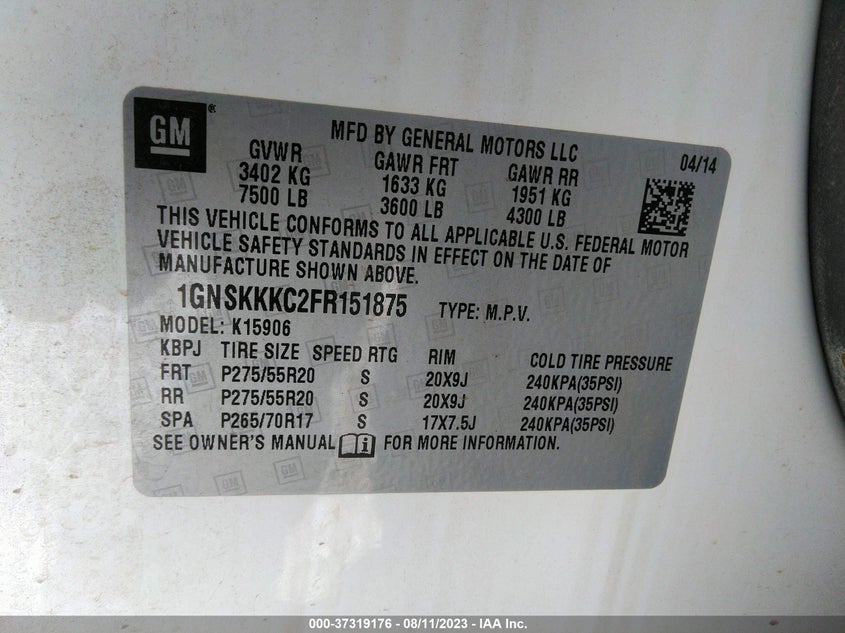 GM®
MFD BY GENERAL MOTORS LLC
04/14
GVWR GAWR FRT GAWR RR
3402 KG 1633 KG 1951 KG
7500 LB 3600 LB 4300 LB
THIS VEHICLE CONFORMS TO ALL APPLICABLE U.S. FEDERAL MOTOR
VEHICLE SAFETY STANDARDS IN EFFECT ON THE DATE OF
MANUFACTURE SHOWN ABOVE.
1GNSKKKC2FR151875 TYPE: M.P.V.
MODEL: K15906
KBPJ TIRE SIZE SPEED RTG RIM COLD TIRE PRESSURE
FRT P275/55R20 S 20X9J 240KPA(35PSI)
RR P275/55R20 S 20X9J 240KPA(35PSI)
SPA P265/70R17 S 17X7.5J 240KPA(35PSI)
SEE OWNER'S MANUAL i FOR MORE INFORMATION.
000-37319176 - 08/11/2023 - IAA Inc.